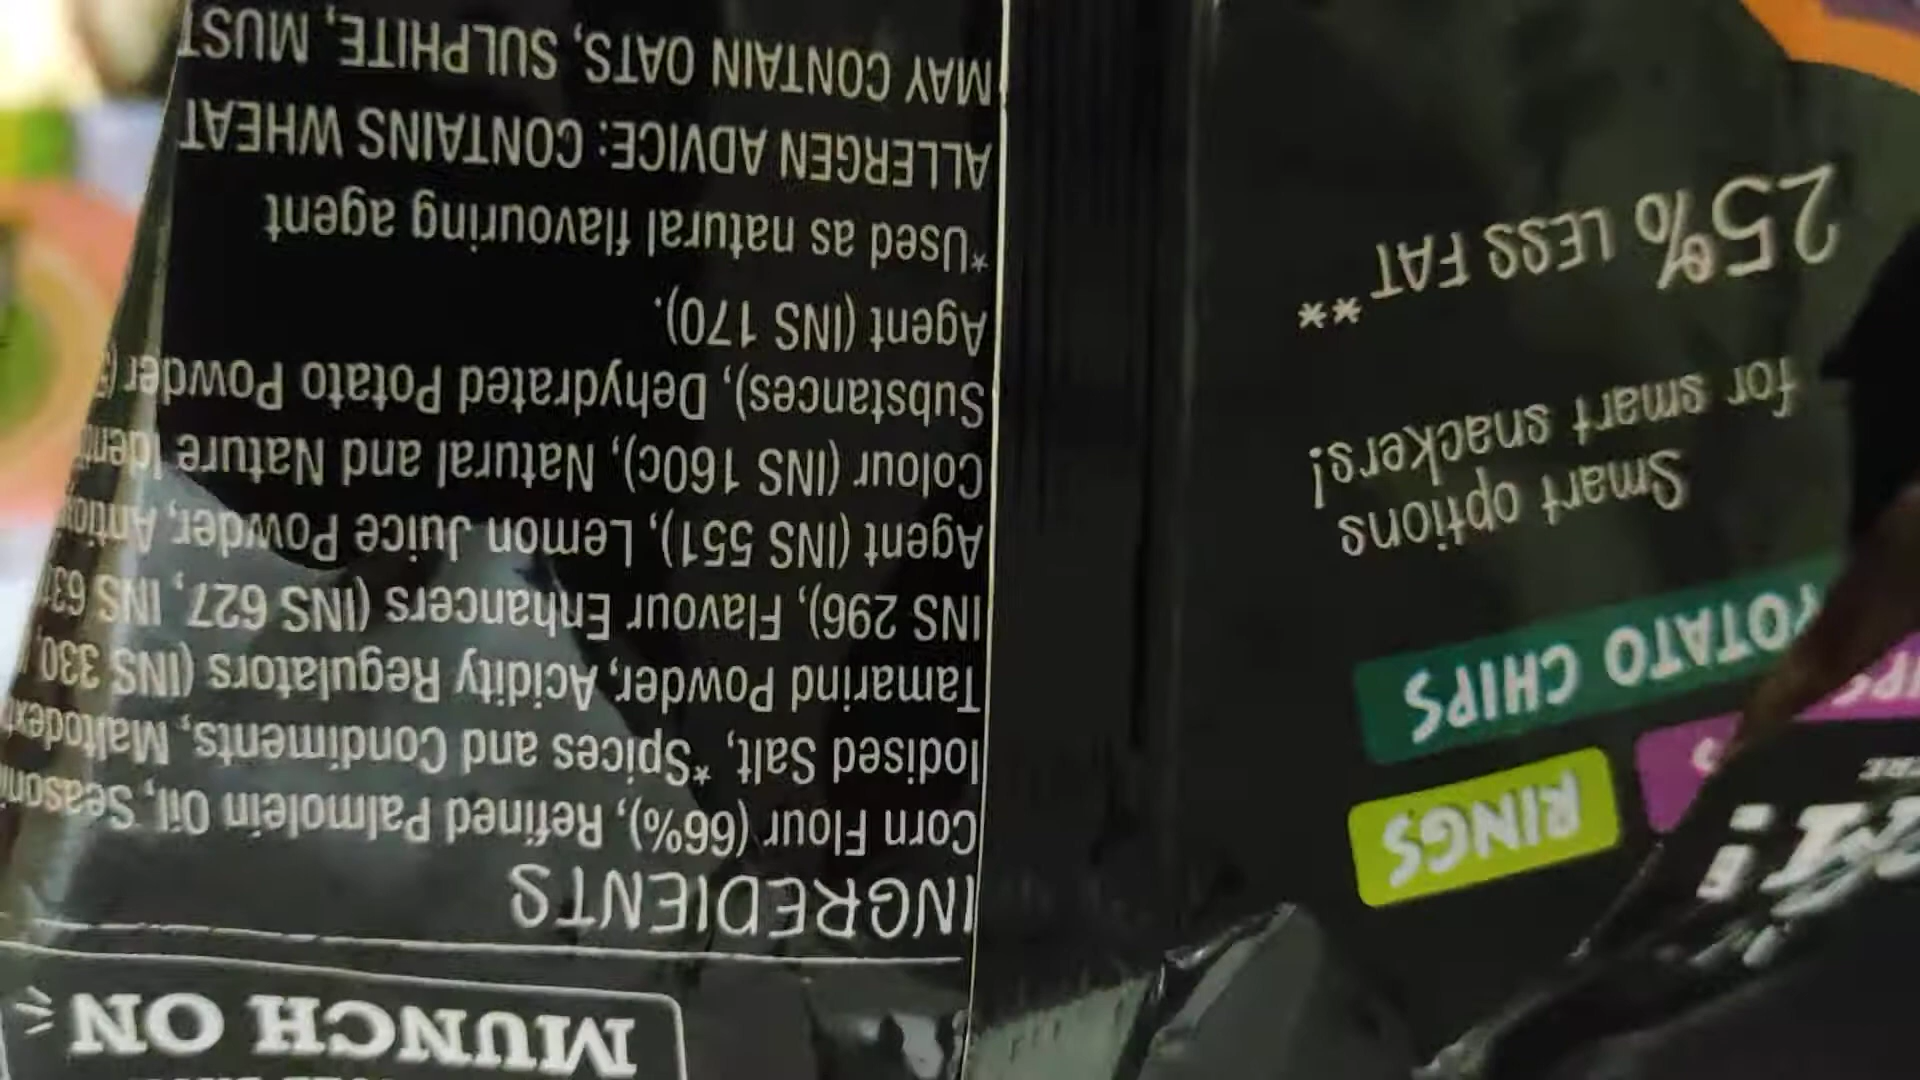 MUNCH ON
INGREDIENTS
Corn Flour (66%), Refined Palmolein Oil,
Iodised Salt, *Spices and Condiments,
Tamarind Powder, Acidity Regulators (INS 330,
INS 296), Flavour Enhancers (INS 627, INS
Agent (INS 551), Lemon Juice Powder,
Colour (INS 160c), Natural and Nature
Substances), Dehydrated Potato Powder
Agent (INS 170).
*Used as natural flavouring agent
ALLERGEN ADVICE: CONTAINS WHEAT
MAY CONTAIN OATS, SULPHITE, MUST
RINGS
POTATO CHIPS
Smart options
for smart snackers!
25% LESS FAT**